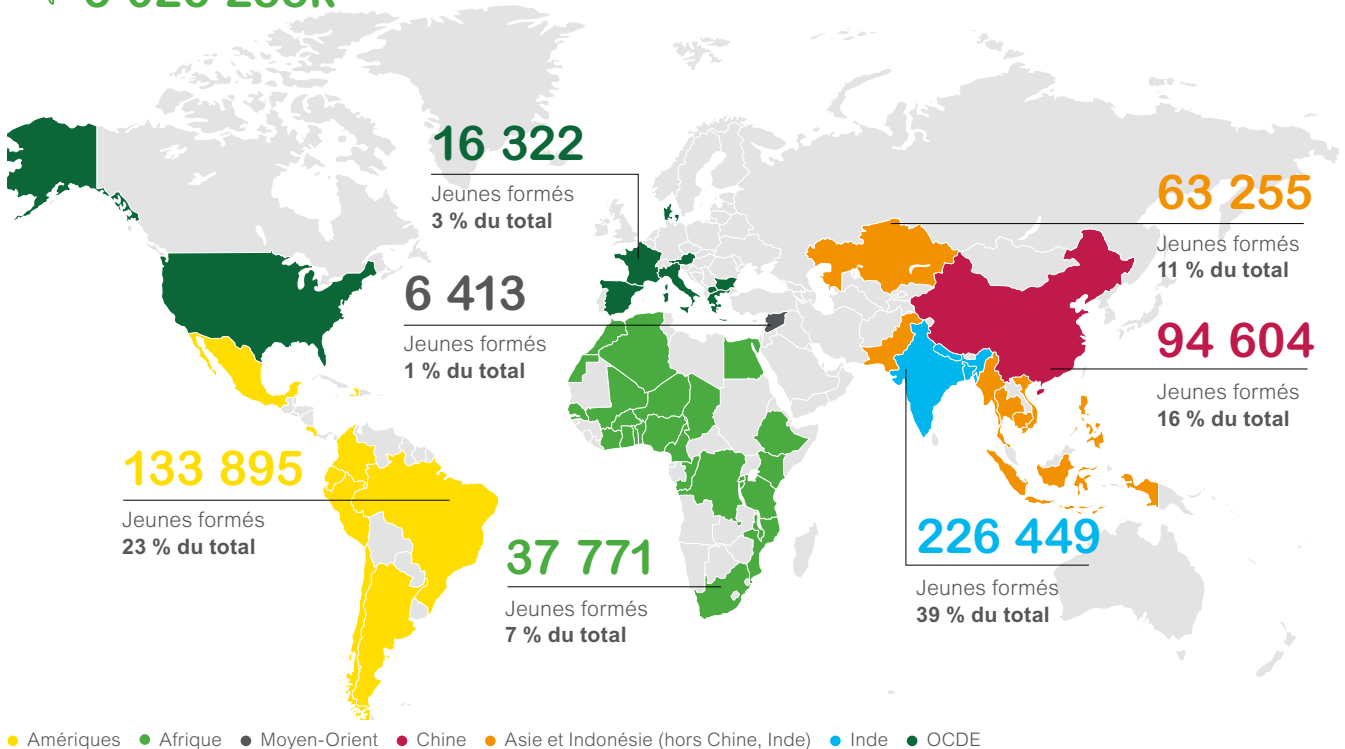 16 322
Jeunes formés
3 % du total
63 255
Jeunes formés
11 % du total
6 413
Jeunes formés
1 % du total
94 604
Jeunes formés
16 % du total
133 895
Jeunes formés
23 % du total
37 771
Jeunes formés
7 % du total
226 449
Jeunes formés
39 % du total
Amériques Afrique Moyen-Orient Chine Asie et Indonésie (hors Chine, Inde) Inde OCDE